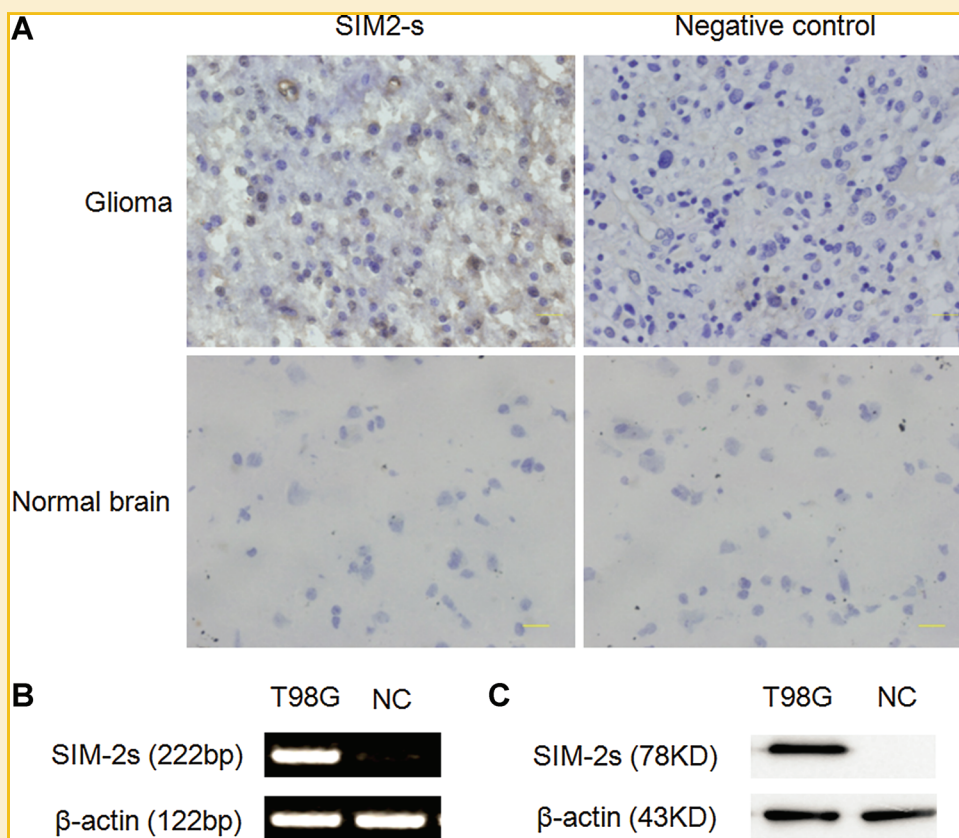 A
SIM2-s
Negative control
Glioma
Normal brain
B
T98G
NC
SIM-2s (222bp)
β-actin (122bp)
C
T98G
NC
SIM-2s (78KD)
β-actin (43KD)